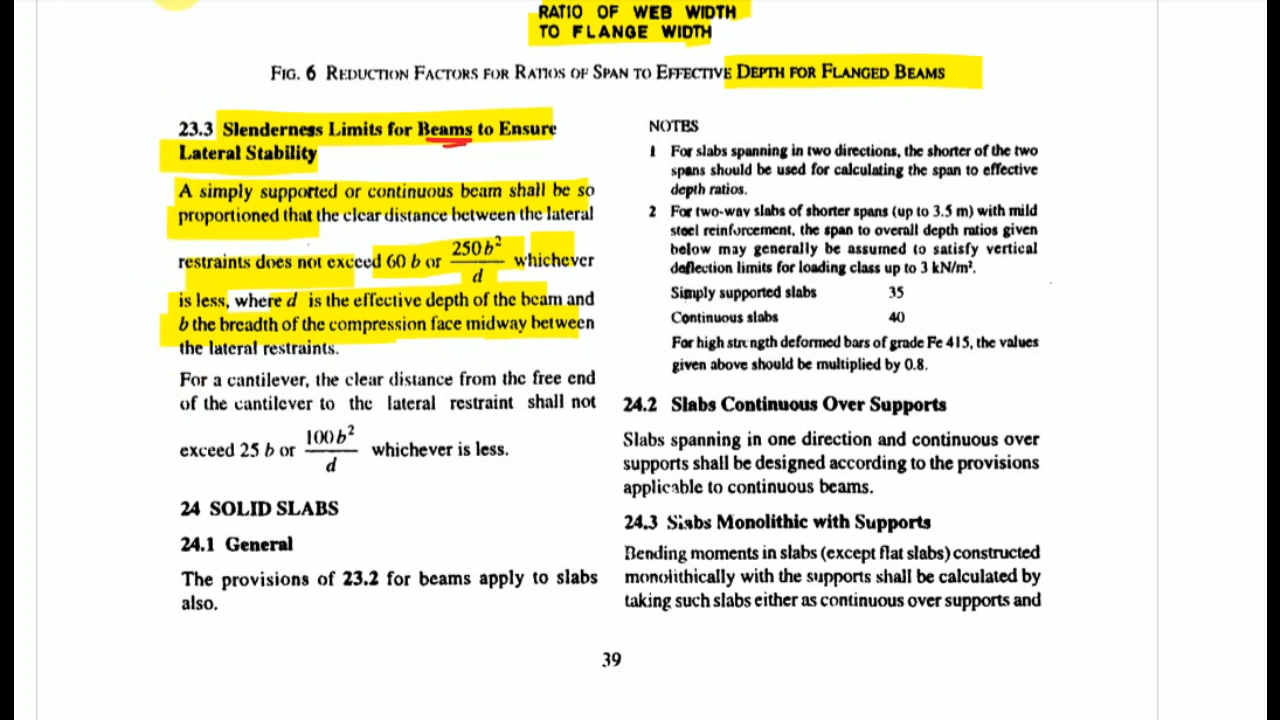 RATIO OF WEB WIDTH
TO FLANGE WIDTH
FIG. 6 REDUCTION FACTORS FOR RATIOS OF SPAN TO EFFECTIVE DEPTH FOR FLANGED BEAMS
23.3 Slenderness Limits for Beams to Ensure
Lateral Stability
A simply supported or continuous beam shall be so
proportioned that the clear distance between the lateral
restraints does not exceed 60 b or 250 b² / d whichever
is less, where d is the effective depth of the beam and
b the breadth of the compression face midway between
the lateral restraints.
For a cantilever, the clear distance from the free end
of the cantilever to the lateral restraint shall not
exceed 25 b or 100 b² / d whichever is less.
24 SOLID SLABS
24.1 General
The provisions of 23.2 for beams apply to slabs
also.
NOTES
1 For slabs spanning in two directions, the shorter of the two
spans should be used for calculating the span to effective
depth ratios.
2 For two-way slabs of shorter spans (up to 3.5 m) with mild
steel reinforcement, the span to overall depth ratios given
below may generally be assumed to satisfy vertical
deflection limits for loading class up to 3 kN/m².
Simply supported slabs 35
Continuous slabs 40
For high strength deformed bars of grade Fe 415, the values
given above should be multiplied by 0.8.
24.2 Slabs Continuous Over Supports
Slabs spanning in one direction and continuous over
supports shall be designed according to the provisions
applicable to continuous beams.
24.3 Slabs Monolithic with Supports
Bending moments in slabs (except flat slabs) constructed
monolithically with the supports shall be calculated by
taking such slabs either as continuous over supports and
39